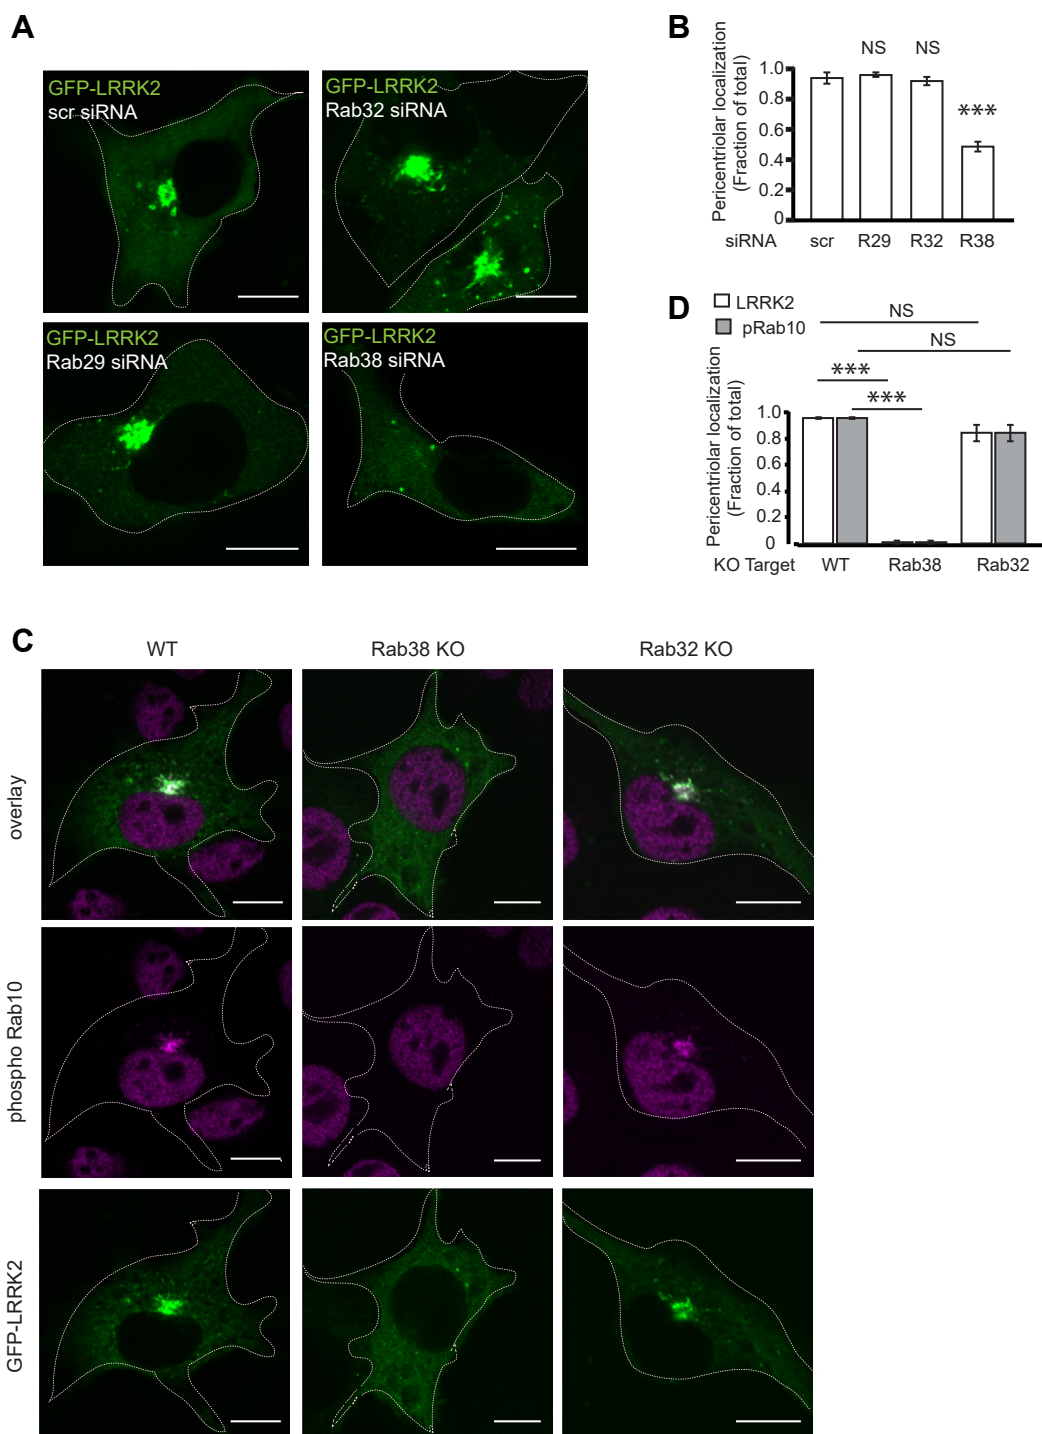 A
GFP-LRRK2
scr siRNA
GFP-LRRK2
Rab32 siRNA
GFP-LRRK2
Rab29 siRNA
GFP-LRRK2
Rab38 siRNA
B
Pericentriolar localization
(Fraction of total)
NS
NS
***
1.0
0.8
0.6
0.4
0.2
0
siRNA
scr
R29
R32
R38
D
LRRK2
pRab10
NS
NS
***
***
Pericentriolar localization
(Fraction of total)
1.0
0.8
0.6
0.4
0.2
0
KO Target
WT
Rab38
Rab32
C
WT
Rab38 KO
Rab32 KO
overlay
phospho Rab10
GFP-LRRK2